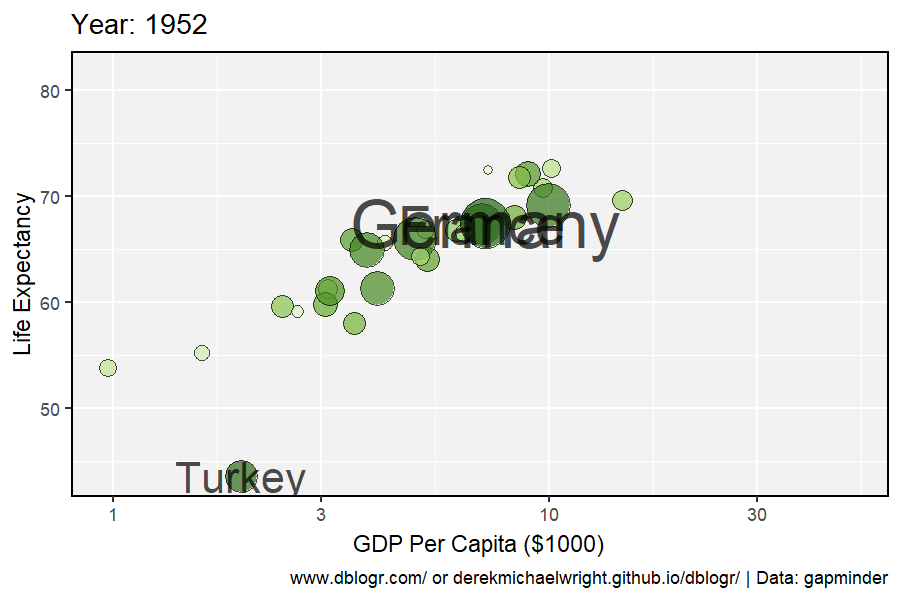 Year: 1952
80
70
60
50
Life Expectancy
Germany
France
Turkey
1
3
10
30
GDP Per Capita ($1000)
www.dblogr.com/ or derekmichaelwright.github.io/dblogr/ | Data: gapminder